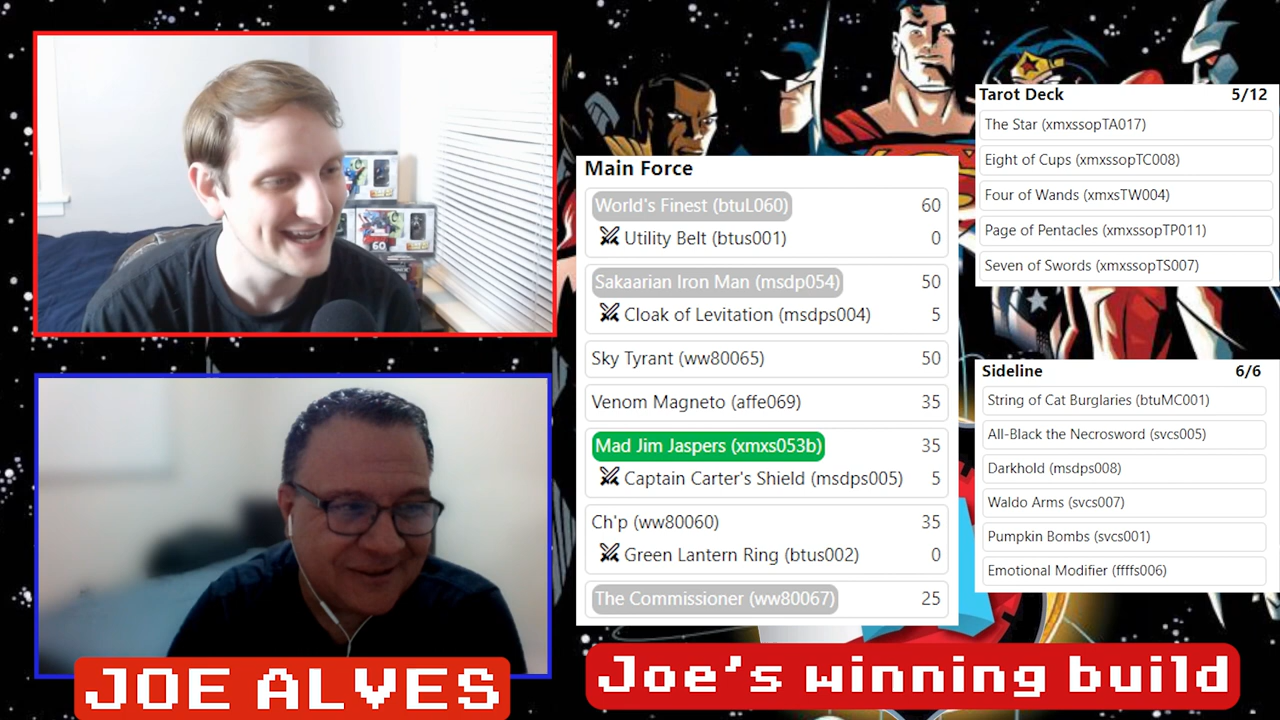 Tarot Deck 5/12
The Star (xmxssopTA017)
Eight of Cups (xmxssopTC008)
Four of Wands (xmxsTW004)
Page of Pentacles (xmxssopTP011)
Seven of Swords (xmxssopTS007)
Main Force
World's Finest (btuL060) 60
Utility Belt (btus001) 0
Sakaarian Iron Man (msdp054) 50
Cloak of Levitation (msdps004) 5
Sky Tyrant (ww80065) 50
Venom Magneto (affe069) 35
Mad Jim Jaspers (xmxs053b) 35
Captain Carter's Shield (msdps005) 5
Ch'p (ww80060) 35
Green Lantern Ring (btus002) 0
The Commissioner (ww80067) 25
Sideline 6/6
String of Cat Burglaries (btuMC001)
All-Black the Necrosword (svcs005)
Darkhold (msdps008)
Waldo Arms (svcs007)
Pumpkin Bombs (svcs001)
Emotional Modifier (ffffs006)
60
JOE ALVES
Joe's winning build